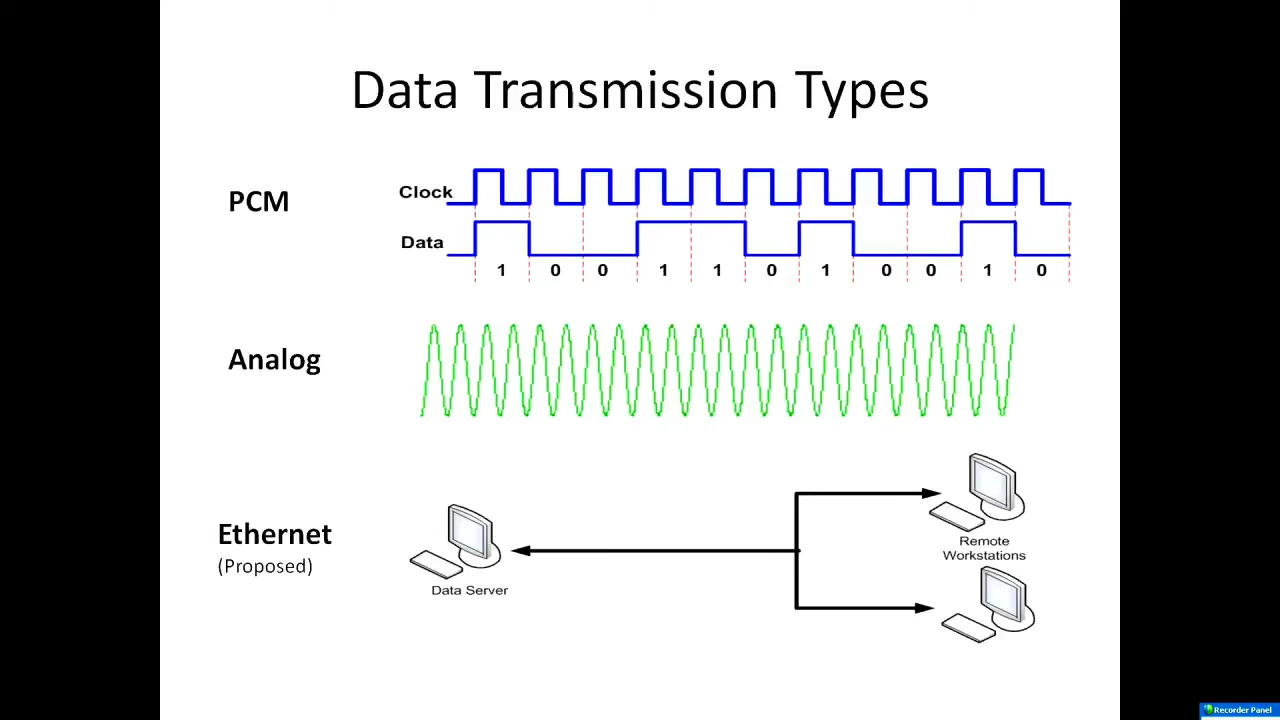 Data Transmission Types
PCM
Clock
Data
1 0 0 1 1 0 1 0 0 1 0
Analog
Ethernet
(Proposed)
Data Server
Remote
Workstations
Recorder Panel